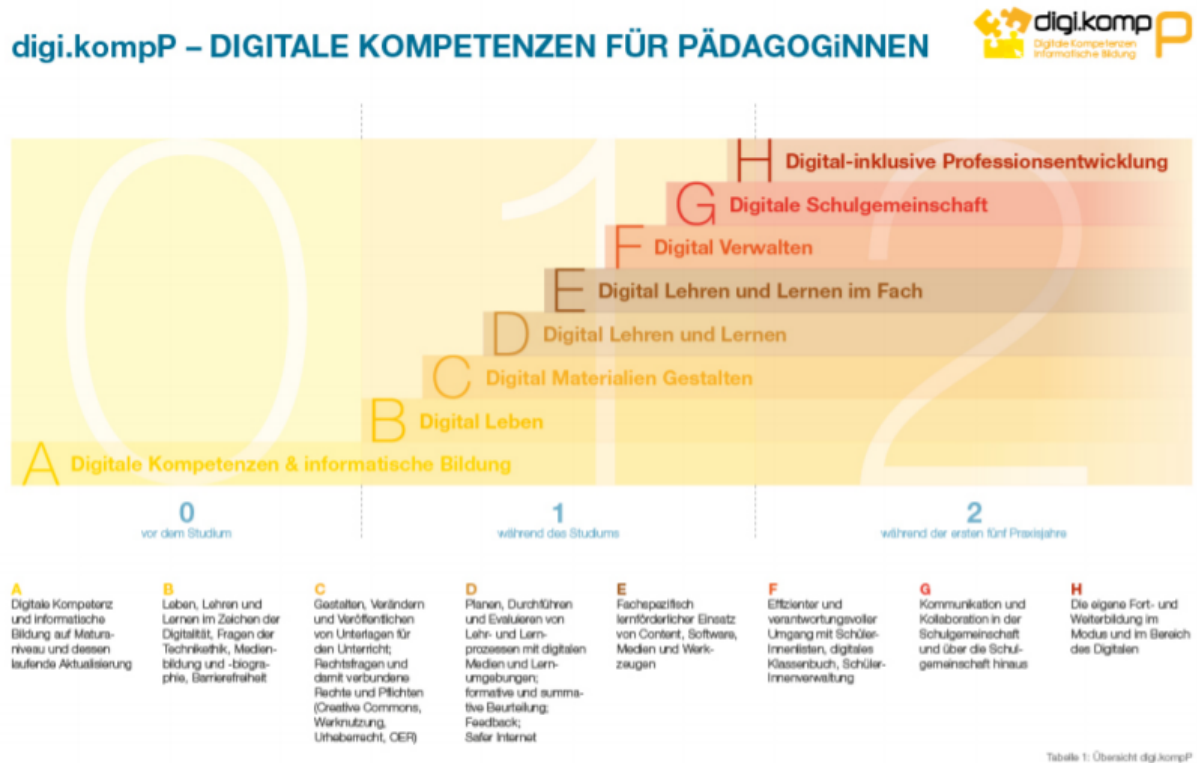 digi.kompP – DIGITALE KOMPETENZEN FÜR PÄDAGOGiNNEN
digi.komp P
Digitale Kompetenzen
Informatische Bildung
0 1 2
H Digital-inklusive Professionsentwicklung
G Digitale Schulgemeinschaft
F Digital Verwalten
E Digital Lehren und Lernen im Fach
D Digital Lehren und Lernen
C Digital Materialien Gestalten
B Digital Leben
A Digitale Kompetenzen & informatische Bildung
0
vor dem Studium
1
während des Studiums
2
während der ersten fünf Praxisjahre
A
Digitale Kompetenz
und informatische
Bildung auf Matura-
niveau und dessen
laufende Aktualisierung
B
Leben, Lehren und
Lernen im Zeichen der
Digitalität, Fragen der
Technikethik, Medien-
bildung und -biogra-
phie, Barrierefreiheit
C
Gestalten, Verändern
und Veröffentlichen
von Unterlagen für
den Unterricht;
Rechtsfragen und
damit verbundene
Rechte und Pflichten
(Creative Commons,
Werknutzung,
Urheberrecht, OER)
D
Planen, Durchführen
und Evaluieren von
Lehr- und Lern-
prozessen mit digitalen
Medien und Lern-
umgebungen;
formative und summa-
tive Beurteilung;
Feedback;
Safer Internet
E
Fachspezifisch
lernförderlicher Einsatz
von Content, Software,
Medien und Werk-
zeugen
F
Effizienter und
verantwortungsvoller
Umgang mit Schüler-
Innenlisten, digitales
Klassenbuch, Schüler-
Innenverwaltung
G
Kommunikation und
Kollaboration in der
Schulgemeinschaft
und über die Schul-
gemeinschaft hinaus
H
Die eigene Fort- und
Weiterbildung im
Modus und im Bereich
des Digitalen
Tabelle 1: Übersicht digi.kompP